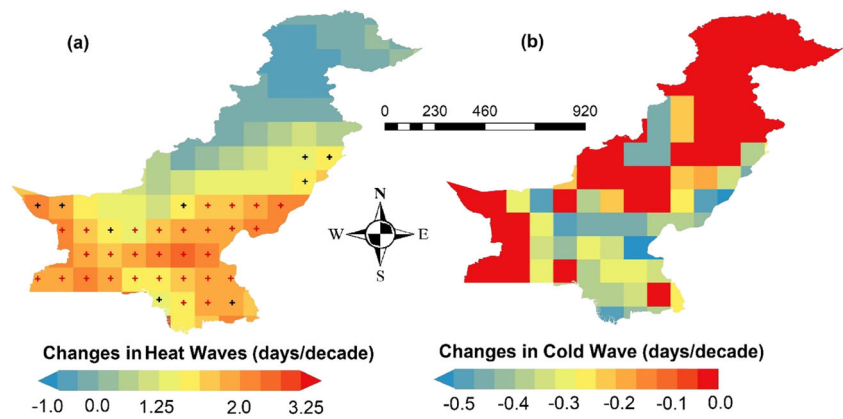 (a)
(b)
0 230 460 920
N
W E
S
Changes in Heat Waves (days/decade)
-1.0 0.0 1.25 2.0 3.25
Changes in Cold Wave (days/decade)
-0.5 -0.4 -0.3 -0.2 -0.1 0.0